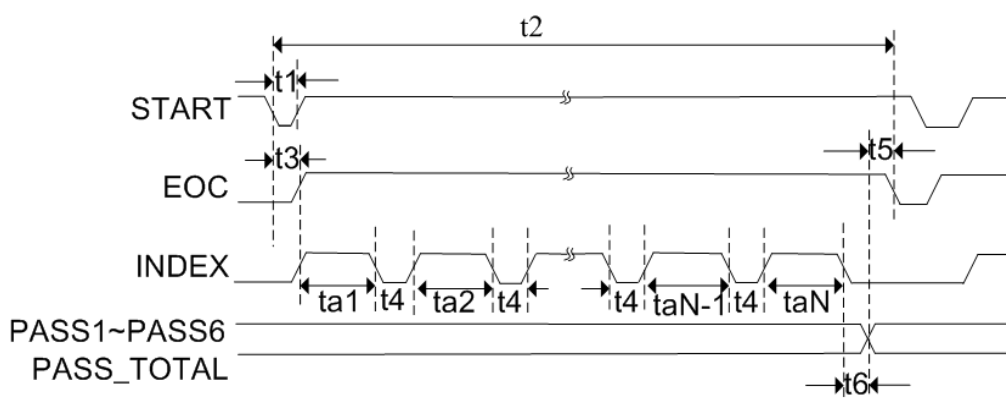 t2
t1
START
t3
t5
EOC
INDEX
ta1 t4 ta2 t4 t4 taN-1 t4 taN
PASS1~PASS6
PASS_TOTAL
t6